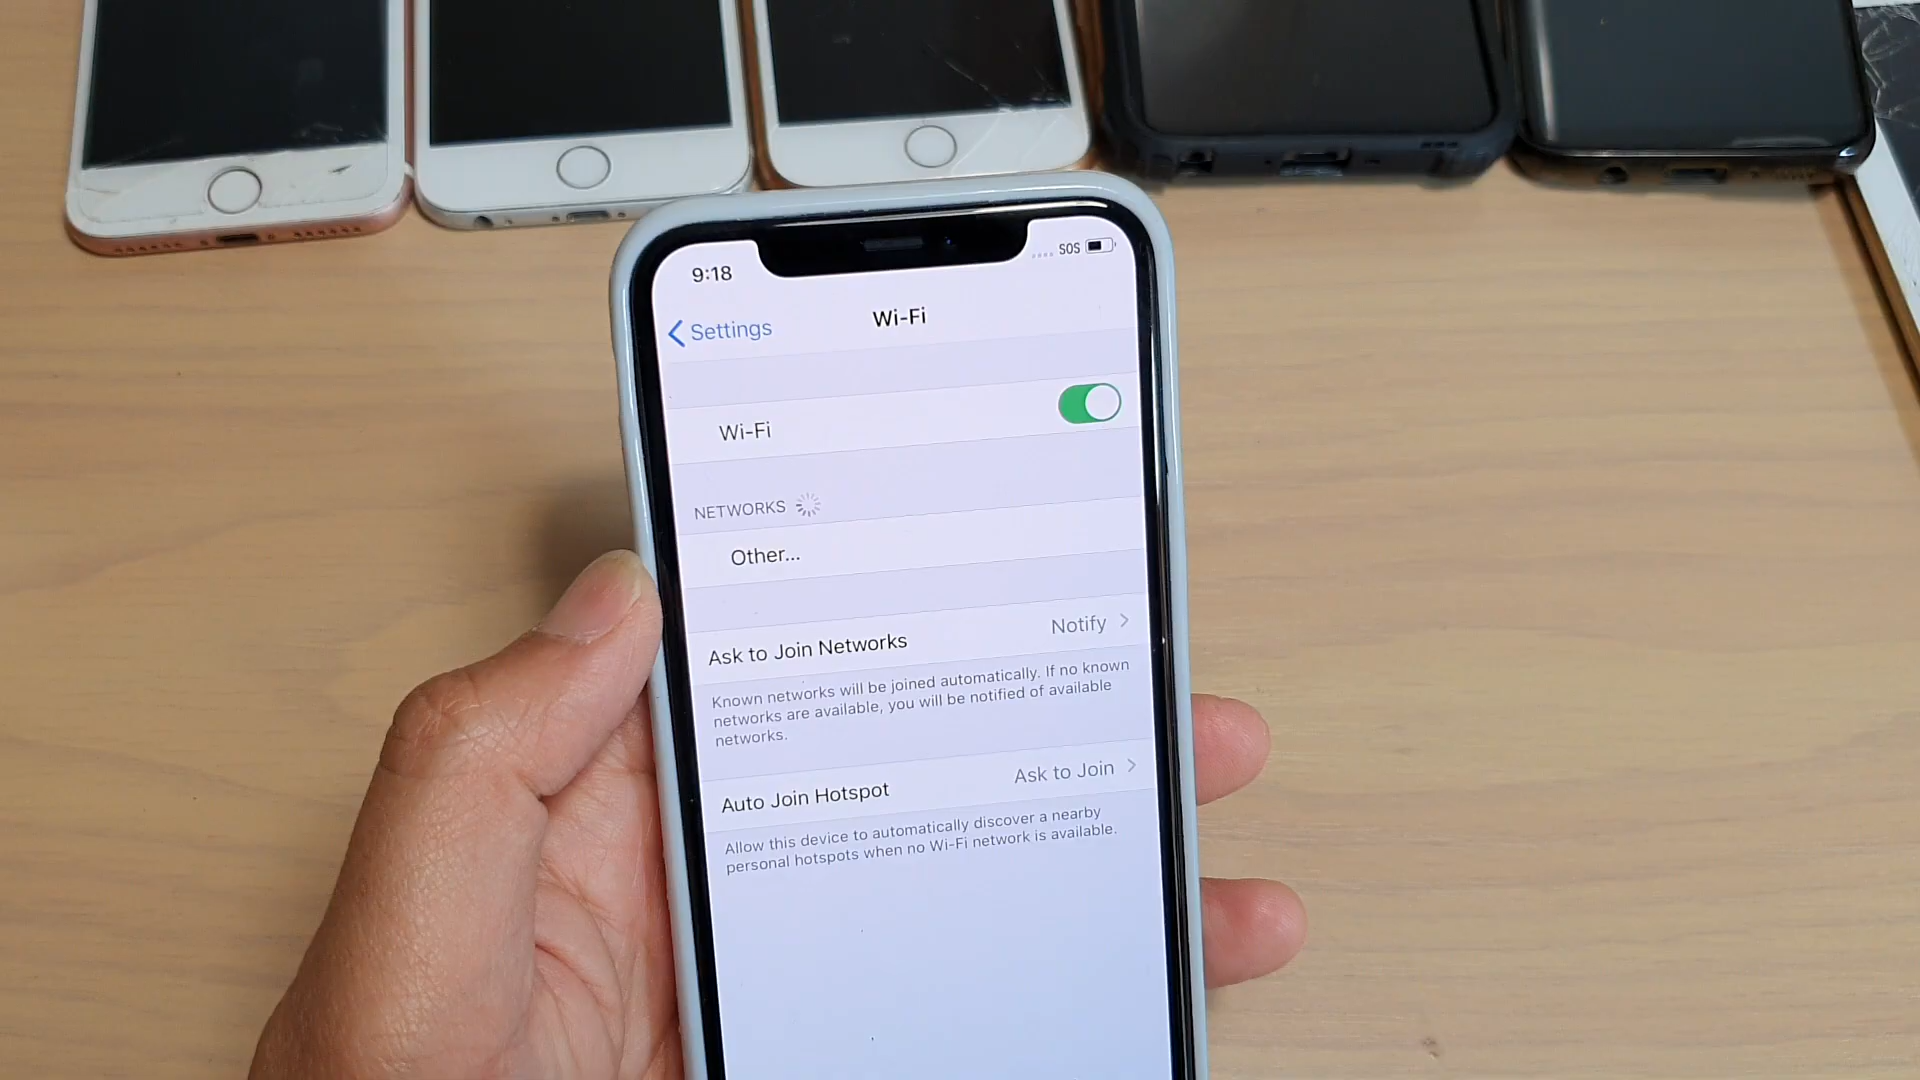 9:18
SOS
Settings
Wi-Fi
Wi-Fi
NETWORKS
Other...
Ask to Join Networks
Notify
Known networks will be joined automatically. If no known
networks are available, you will be notified of available
networks.
Auto Join Hotspot
Ask to Join
Allow this device to automatically discover a nearby
personal hotspots when no Wi-Fi network is available.